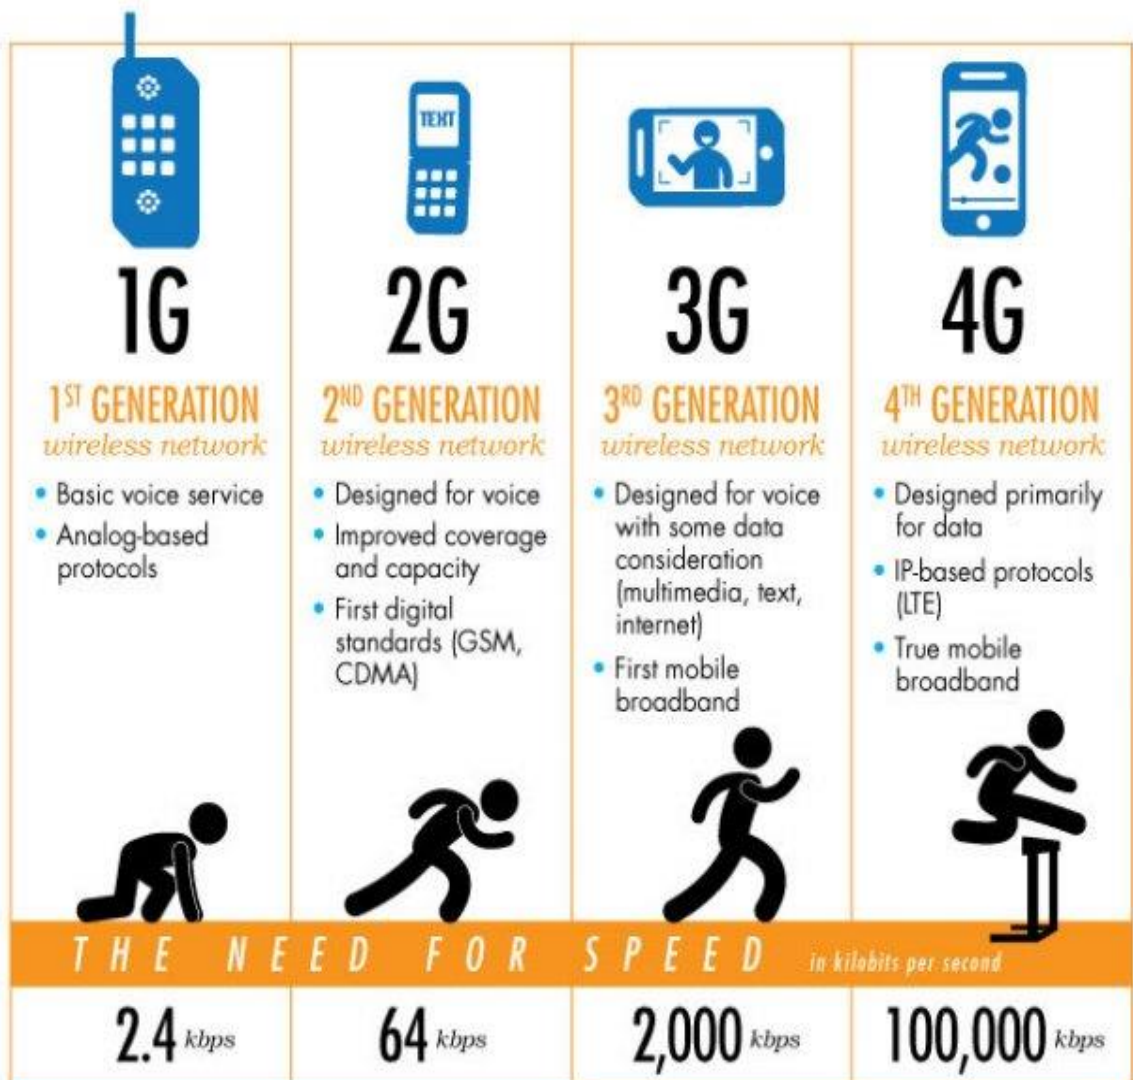 TEXT
1G
1ST GENERATION
wireless network
• Basic voice service
• Analog-based
protocols
2G
2ND GENERATION
wireless network
• Designed for voice
• Improved coverage
and capacity
• First digital
standards (GSM,
CDMA)
3G
3RD GENERATION
wireless network
• Designed for voice
with some data
consideration
(multimedia, text,
internet)
• First mobile
broadband
4G
4TH GENERATION
wireless network
• Designed primarily
for data
• IP-based protocols
(LTE)
• True mobile
broadband
THE NEED FOR SPEED in kilobits per second
2.4 kbps
64 kbps
2,000 kbps
100,000 kbps